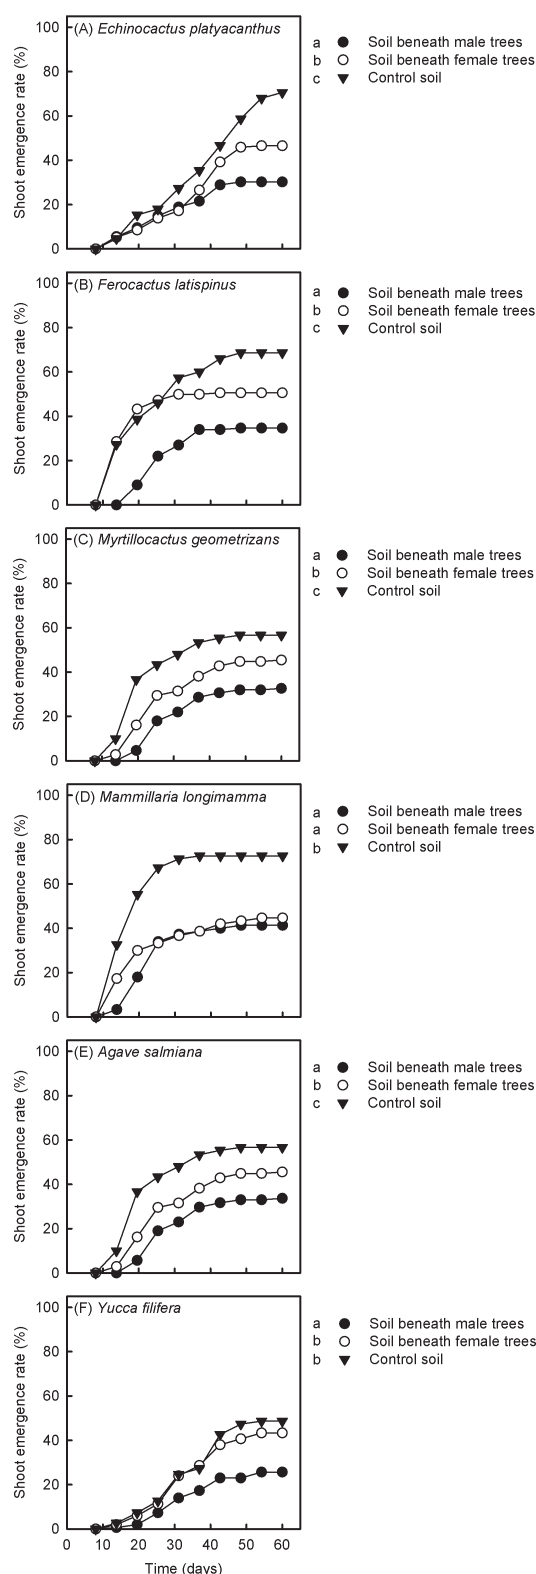 (A) Echinocactus platyacanthus
a Soil beneath male trees
b Soil beneath female trees
c Control soil
Shoot emergence rate (%)
100
80
60
40
20
0
(B) Ferocactus latispinus
a Soil beneath male trees
b Soil beneath female trees
c Control soil
Shoot emergence rate (%)
100
80
60
40
20
0
(C) Myrtillocactus geometrizans
a Soil beneath male trees
b Soil beneath female trees
c Control soil
Shoot emergence rate (%)
100
80
60
40
20
0
(D) Mammillaria longimamma
a Soil beneath male trees
a Soil beneath female trees
b Control soil
Shoot emergence rate (%)
100
80
60
40
20
0
(E) Agave salmiana
a Soil beneath male trees
b Soil beneath female trees
c Control soil
Shoot emergence rate (%)
100
80
60
40
20
0
(F) Yucca filifera
a Soil beneath male trees
b Soil beneath female trees
b Control soil
Shoot emergence rate (%)
100
80
60
40
20
0
0 10 20 30 40 50 60
Time (days)